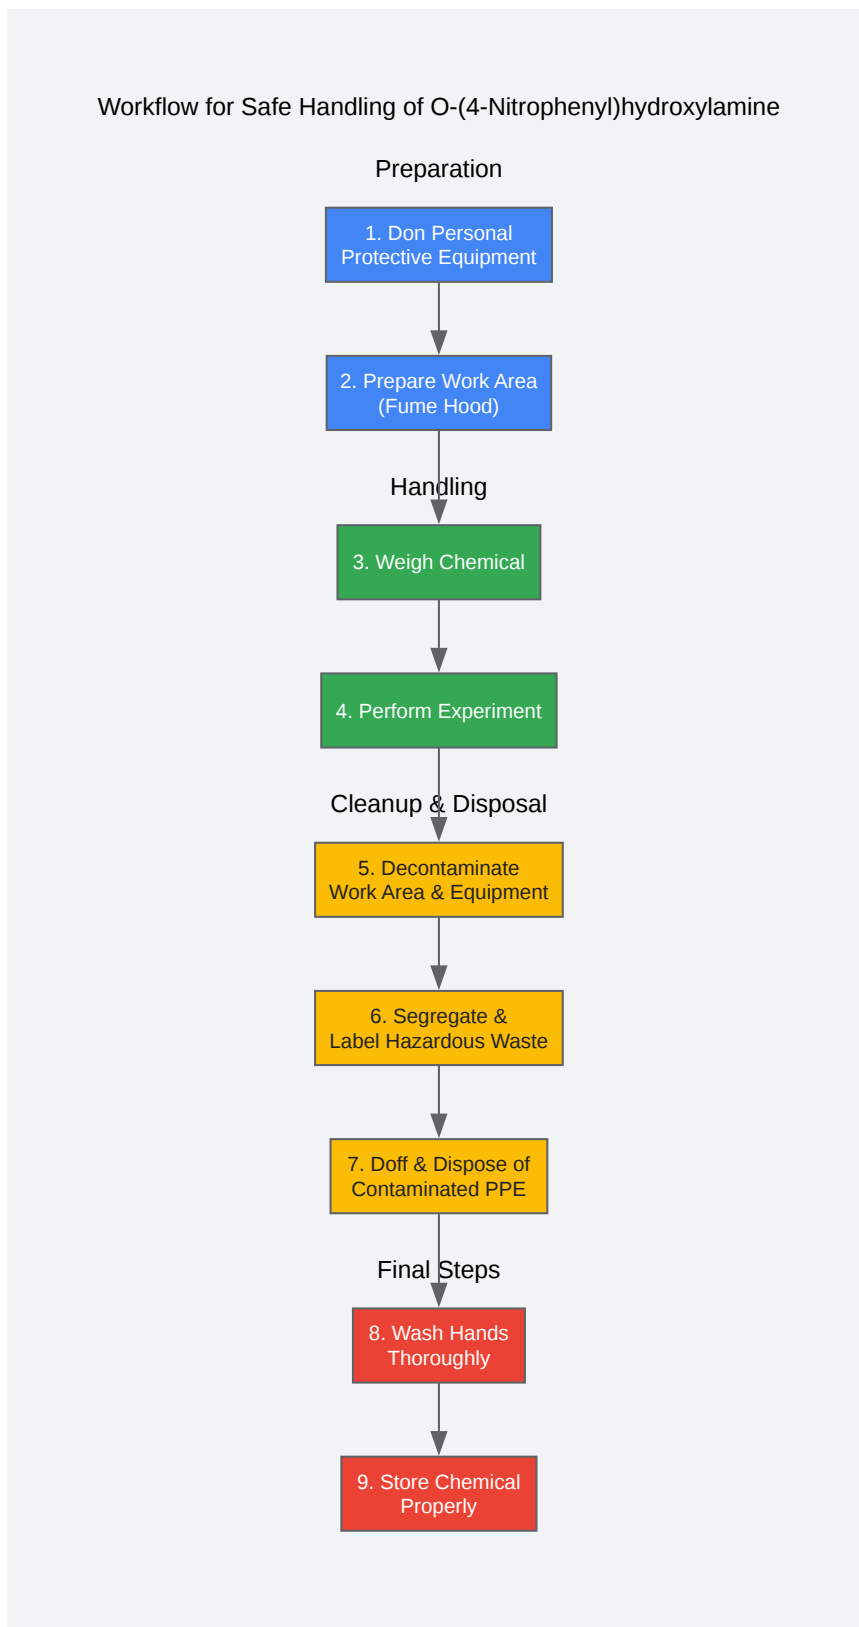 Workflow for Safe Handling of O-(4-Nitrophenyl)hydroxylamine
Preparation
1. Don Personal
Protective Equipment
2. Prepare Work Area
(Fume Hood)
Handling
3. Weigh Chemical
4. Perform Experiment
Cleanup & Disposal
5. Decontaminate
Work Area & Equipment
6. Segregate &
Label Hazardous Waste
7. Doff & Dispose of
Contaminated PPE
Final Steps
8. Wash Hands
Thoroughly
9. Store Chemical
Properly